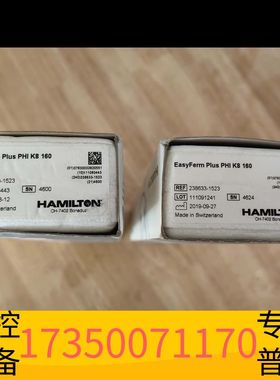 Plus PHI K8 160
-1523
443
SN 4600
8-12
erland
HAMILTON
CH-7402 Bonaduz
EasyFerm Plus PHI K8 160
REF 238633-1523
LOT 111091241 SN 4624
2019-09-27
Made in Switzerland
HAMILTON
CH-7402 Bonaduz
控 专
备 17350071170 普